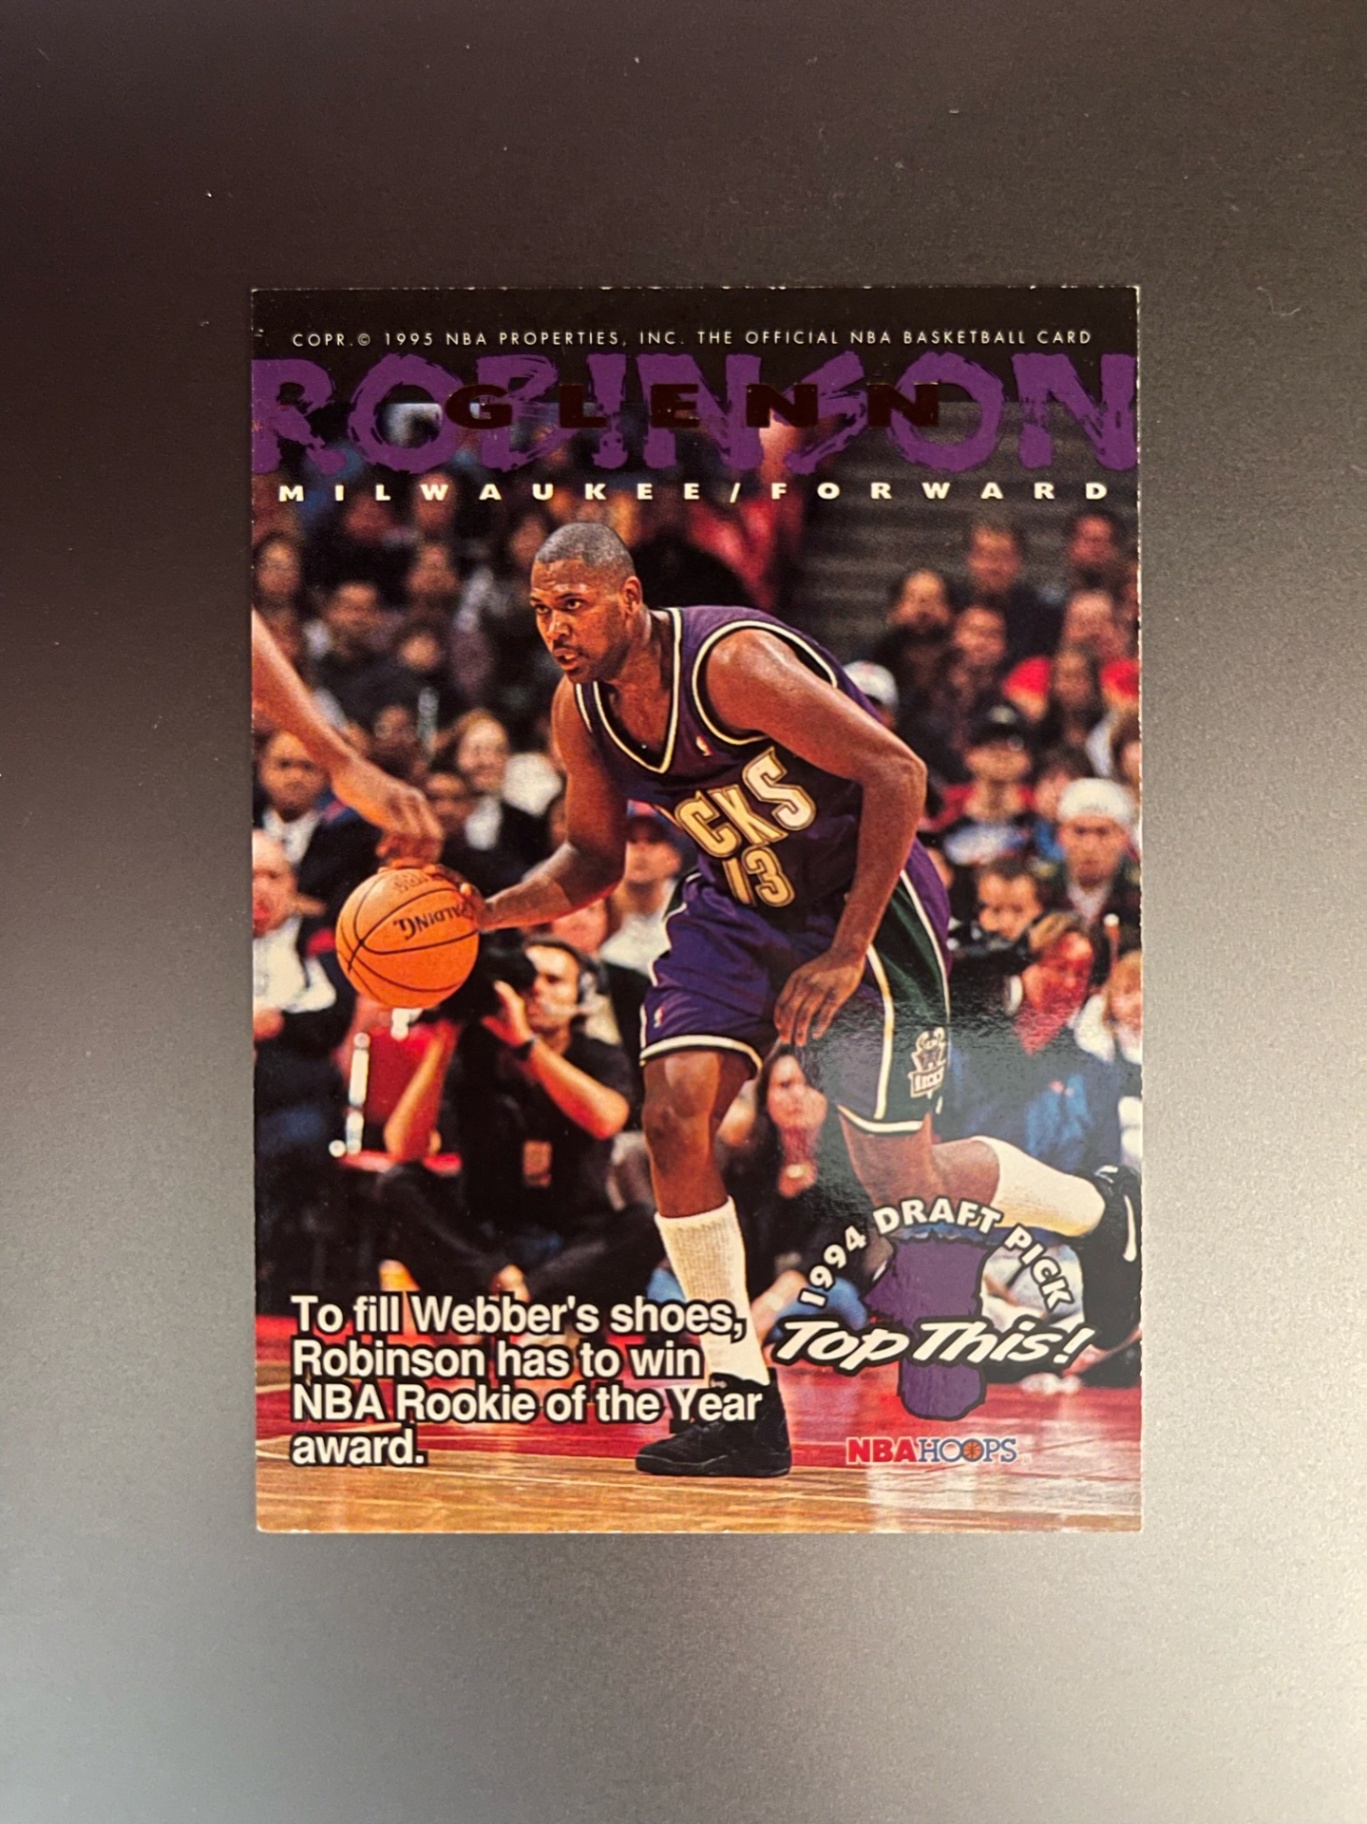 COPR.© 1995 NBA PROPERTIES, INC. THE OFFICIAL NBA BASKETBALL CARD
ROBINSON
GLENN
MILWAUKEE/FORWARD
CKS
13
SPALDING
BUCKS
1994 DRAFT PICK
1
Top This!
To fill Webber's shoes,
Robinson has to win
NBA Rookie of the Year
award.
NBA HOOPS